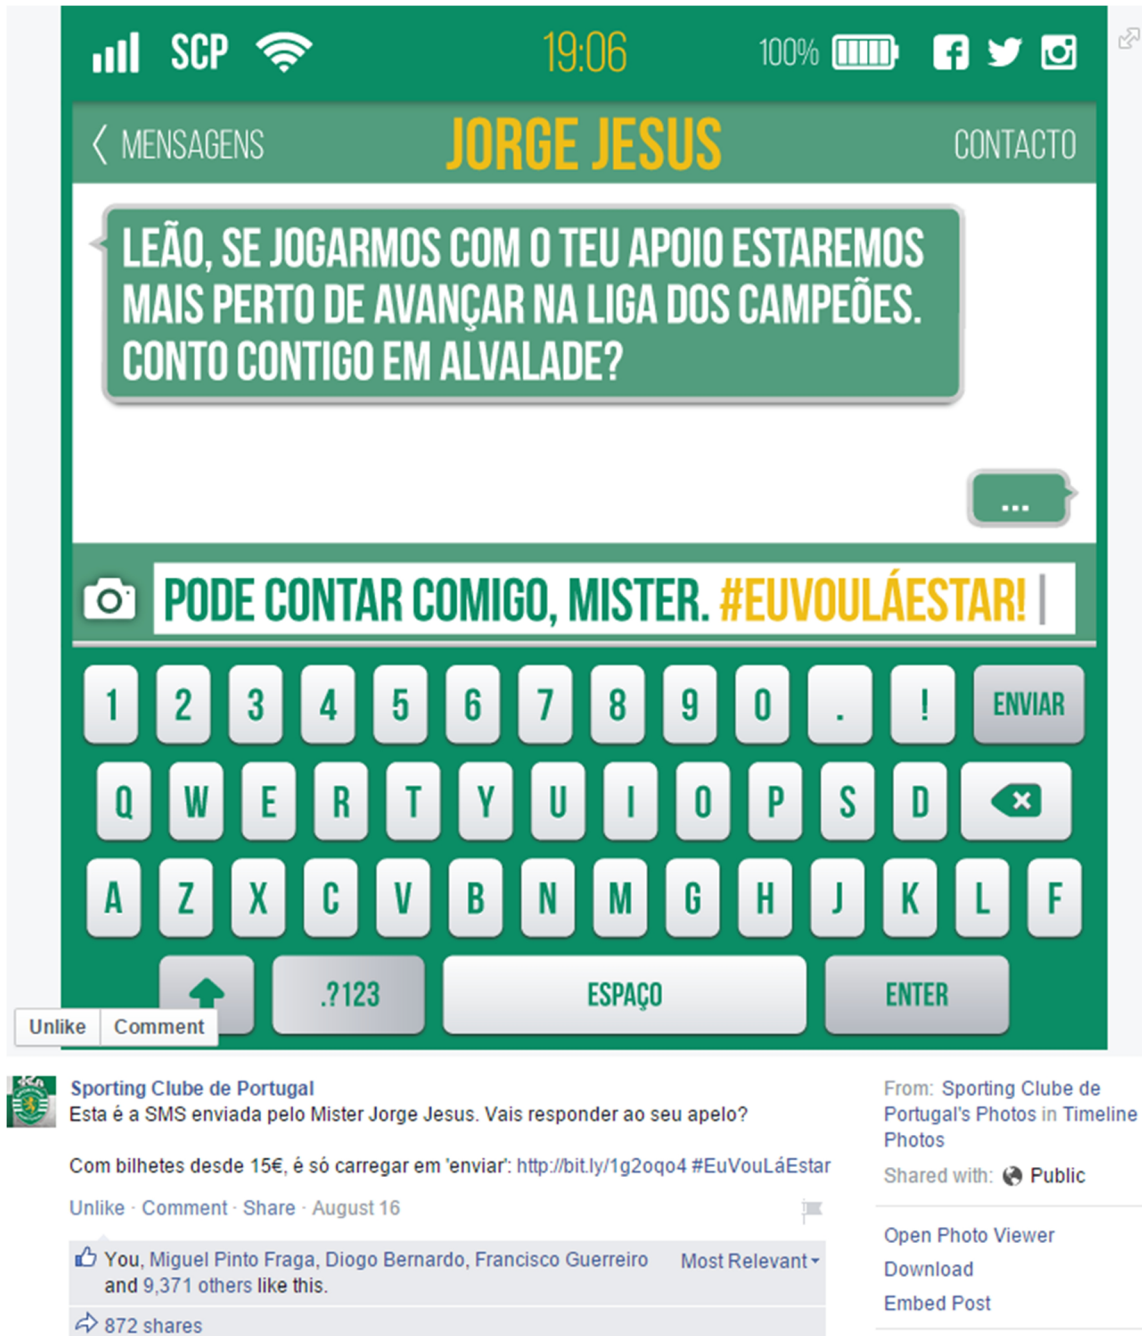 SCP 19:06 100%
MENSAGENS JORGE JESUS CONTACTO
LEÃO, SE JOGARMOS COM O TEU APOIO ESTAREMOS
MAIS PERTO DE AVANÇAR NA LIGA DOS CAMPEÕES.
CONTO CONTIGO EM ALVALADE?
...
PODE CONTAR COMIGO, MISTER. #EUVOULÁESTAR!
1 2 3 4 5 6 7 8 9 0 . ! ENVIAR
Q W E R T Y U I O P S D
A Z X C V B N M G H J K L F
.?123 ESPAÇO ENTER
Unlike Comment
Sporting Clube de Portugal
Esta é a SMS enviada pelo Mister Jorge Jesus. Vais responder ao seu apelo?
Com bilhetes desde 15€, é só carregar em 'enviar': http://bit.ly/1g2oqo4 #EuVouLáEstar
Unlike · Comment · Share · August 16
You, Miguel Pinto Fraga, Diogo Bernardo, Francisco Guerreiro Most Relevant
and 9,371 others like this.
872 shares
From: Sporting Clube de
Portugal's Photos in Timeline
Photos
Shared with: Public
Open Photo Viewer
Download
Embed Post